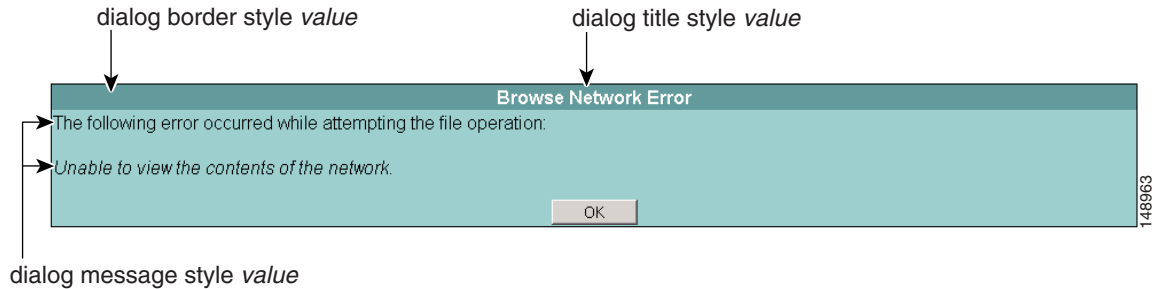 dialog border style value
dialog title style value
Browse Network Error
The following error occurred while attempting the file operation:
Unable to view the contents of the network.
OK
148963
dialog message style value